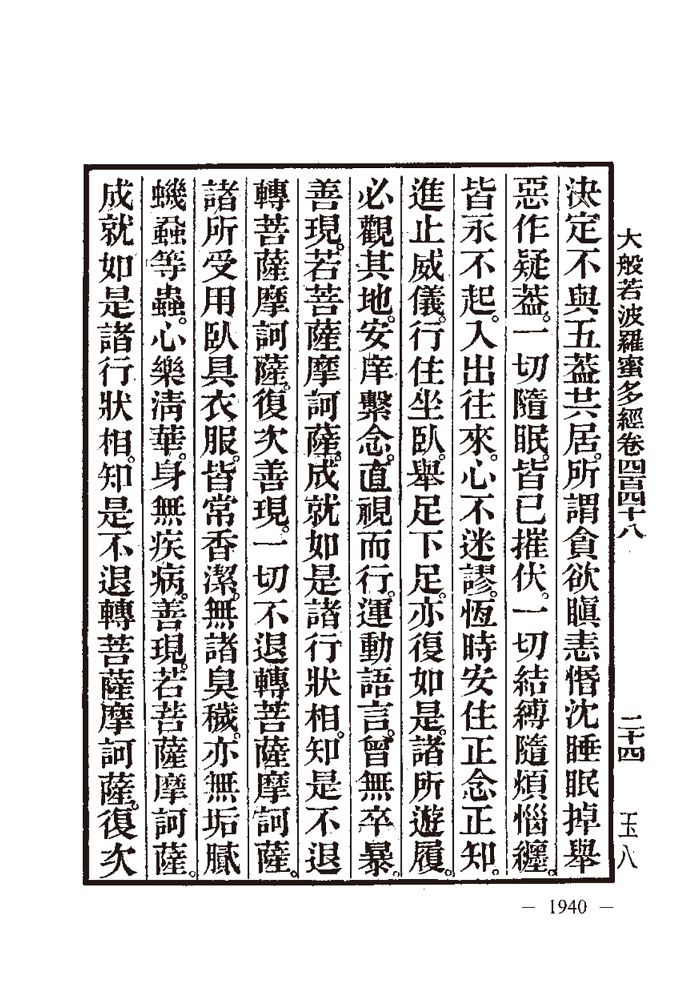 大般若波羅蜜多經卷四百四十八 二十四 玉八
決定不與五葢共居。所謂貪欲瞋恚惛沈睡眠掉舉
惡作疑葢。一切隨眠。皆已摧伏。一切結縛隨煩惱纏。
皆永不起。入出往來。心不迷謬。恆時安住正念正知。
進止威儀。行住坐臥。舉足下足。亦復如是。諸所遊履。
必觀其地。安庠繫念。直視而行。運動語言。曾無卒暴。
善現。若菩薩摩訶薩。成就如是諸行狀相。知是不退
轉菩薩摩訶薩。復次善現。一切不退轉菩薩摩訶薩。
諸所受用臥具衣服。皆常香潔。無諸臭穢。亦無垢膩
蟣蝨等蟲。心樂清華。身無疾病。善現。若菩薩摩訶薩。
成就如是諸行狀相。知是不退轉菩薩摩訶薩。復次
— 1940 —